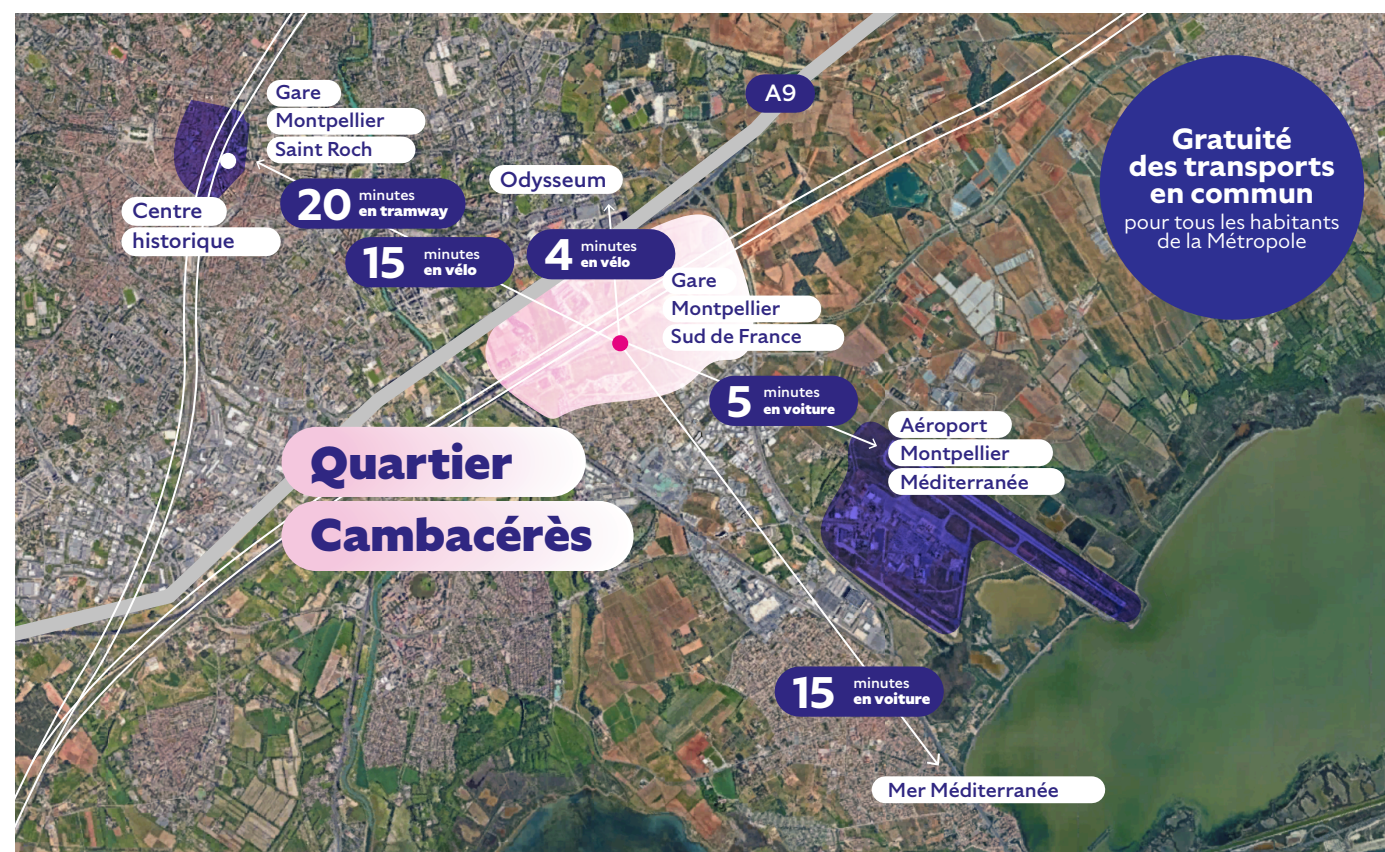 Gare
Montpellier
Saint Roch
A9
Gratuité
des transports
en commun
pour tous les habitants
de la Métropole
20 minutes
en tramway
Odysseum
Centre
historique
15 minutes
en vélo
4 minutes
en vélo
Gare
Montpellier
Sud de France
5 minutes
en voiture
Aéroport
Montpellier
Méditerranée
Quartier
Cambacérès
15 minutes
en voiture
Mer Méditerranée